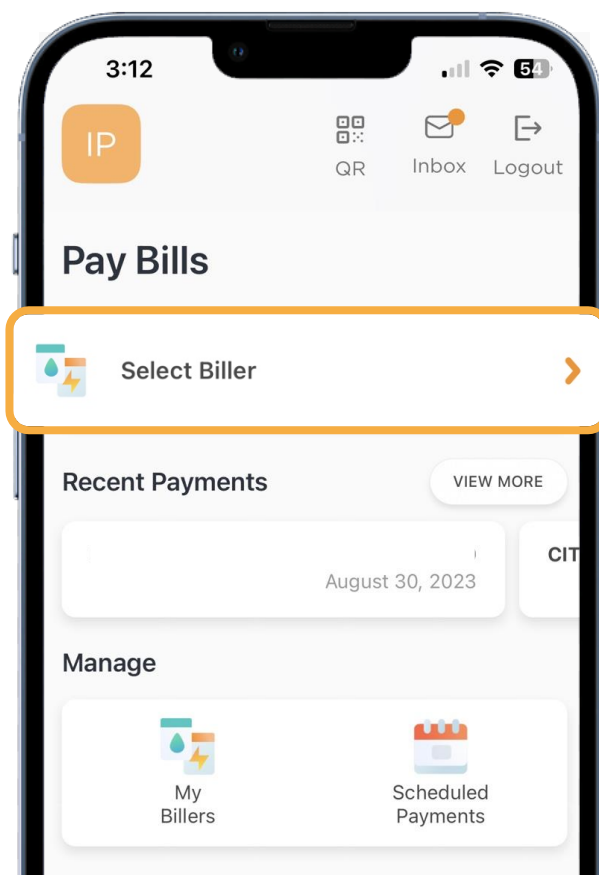 3:12
54
IP
QR
Inbox
Logout
Pay Bills
Select Biller
Recent Payments
VIEW MORE
CIT
August 30, 2023
Manage
My
Billers
Scheduled
Payments